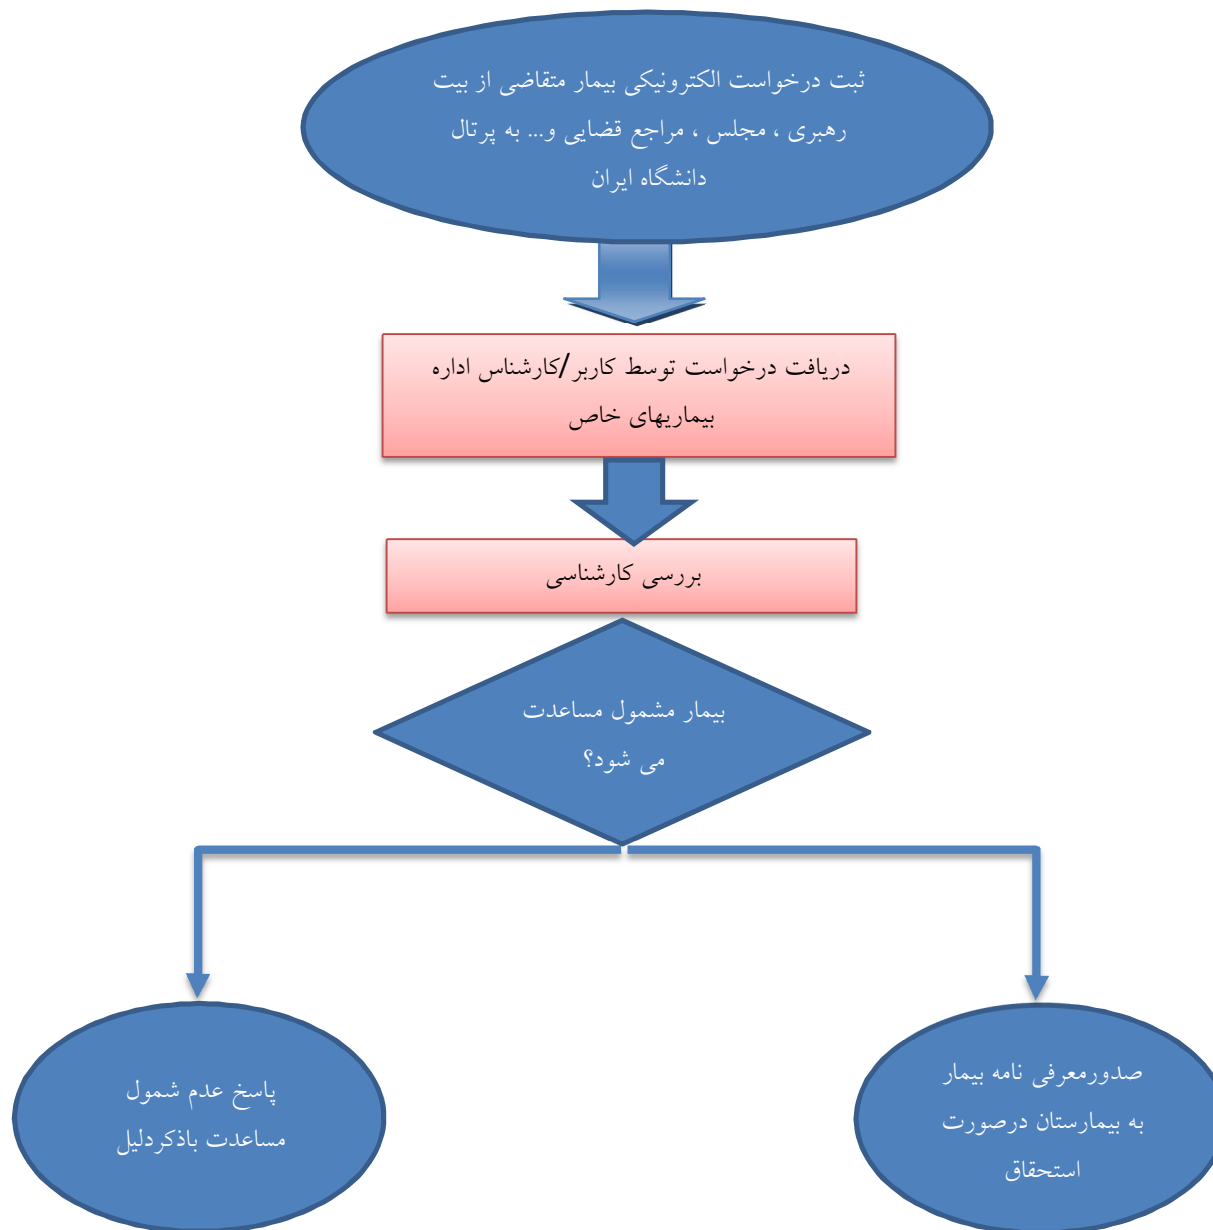 ثبت درخواست الکترونیکی بیمار متقاضی از بیت
رهبری ، مجلس ، مراجع قضایی و... به پرتال
دانشگاه ایران
دریافت درخواست توسط کاربر/کارشناس اداره
بیماریهای خاص
بررسی کارشناسی
بیمار مشمول مساعدت
می شود؟
صدورمعرفی نامه بیمار
به بیمارستان درصورت
استحقاق
پاسخ عدم شمول
مساعدت باذکردلیل